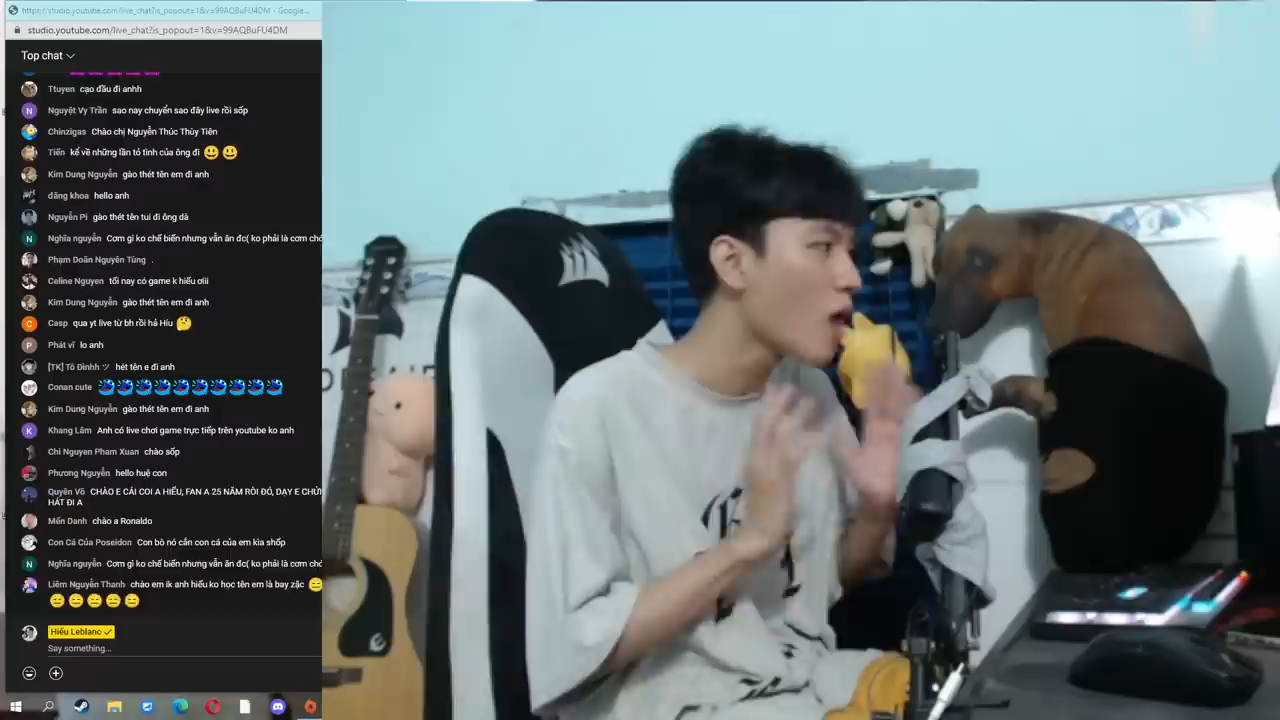 https://studio.youtube.com/live_chat?is_popout=1&v=99AQBuFU4DM - Google...
studio.youtube.com/live_chat?is_popout=1&v=99AQBuFU4DM
Top chat
Ttuyen cạo đầu đi anhh
Nguyệt Vy Trần sao nay chuyển sao đây live rồi sốp
Chinzigas Chào chị Nguyễn Thúc Thùy Tiên
Tiến kể về những lần tỏ tình của ông đi 😃 😃
Kim Dung Nguyễn gào thét tên em đi anh
đăng khoa hello anh
Nguyễn Pi gào thét tên tui đi ông dà
Nghĩa nguyễn Cơm gì ko chế biến nhưng vẫn ăn đc( ko phải là cơm chó
Phạm Doãn Nguyên Tùng .
Celine Nguyen tối nay có game k hiếu ơiii
Kim Dung Nguyễn gào thét tên em đi anh
Casp qua yt live từ bh rồi hả Híu 🤔
Phát vĩ lo anh
[TK] Tô Đìnhh ツ hét tên e đi anh
Conan cute
Kim Dung Nguyễn gào thét tên em đi anh
Khang Lâm Anh có live chơi game trực tiếp trên youtube ko anh
Chi Nguyen Pham Xuan chào sốp
Phương Nguyễn hello huệ con
Quyên Võ CHÀO E CÁI COI A HIẾU, FAN A 25 NĂM RỒI ĐÓ, DẠY E CHỬI
HÁT ĐI A
Mến Danh chào a Ronaldo
Con Cá Của Poseidon Con bò nó cắn con cá của em kìa shốp
Nghĩa nguyễn Cơm gì ko chế biến nhưng vẫn ăn đc( ko phải là cơm chó
Liêm Nguyễn Thanh chào em ik anh hiếu ko học tên em là bay zậc 😑
😑 😑 😑 😑 😑
Hiếu Leblanc
Say something...